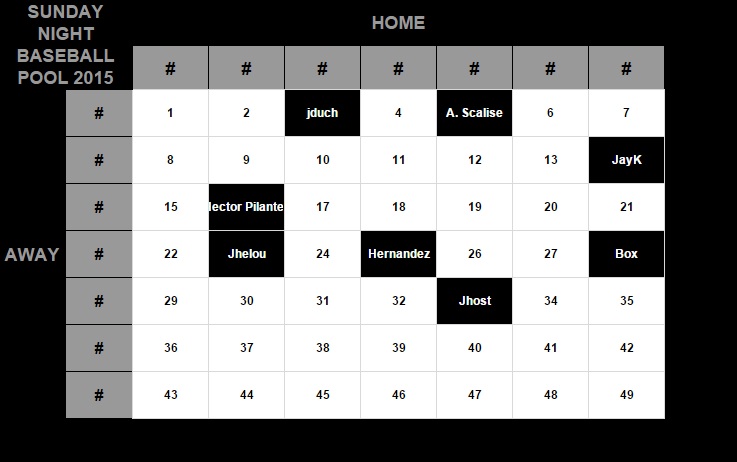 SUNDAY
NIGHT
BASEBALL
POOL 2015
HOME
# # # # # # #
# 1 2 jduch 4 A. Scalise 6 7
# 8 9 10 11 12 13 JayK
# 15 lector Pilante 17 18 19 20 21
AWAY # 22 Jhelou 24 Hernandez 26 27 Box
# 29 30 31 32 Jhost 34 35
# 36 37 38 39 40 41 42
# 43 44 45 46 47 48 49